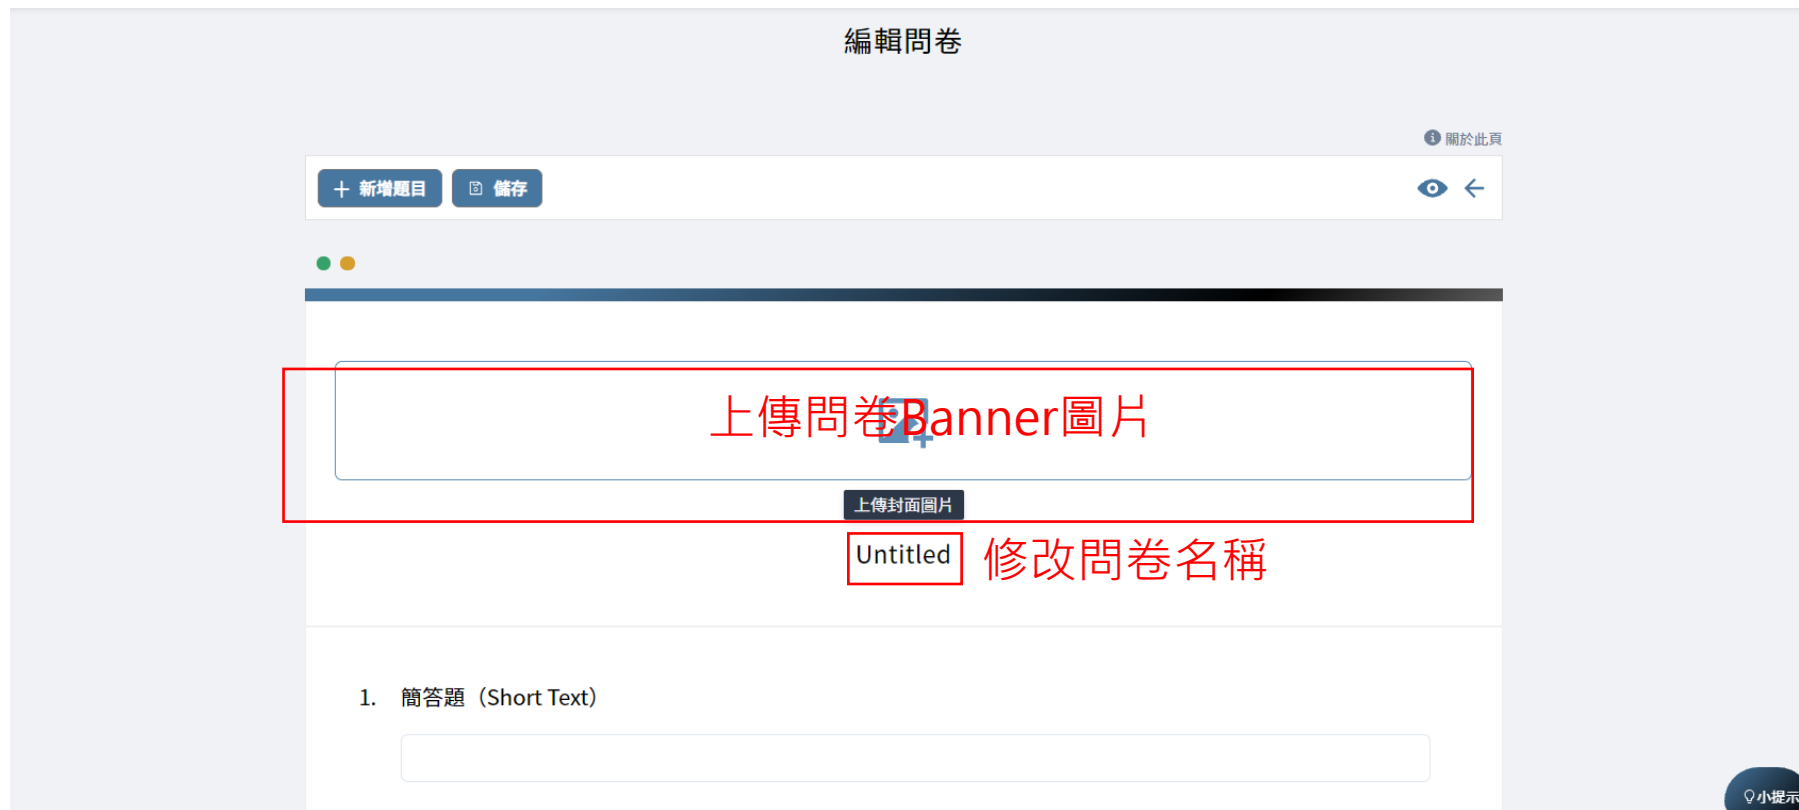 編輯問卷
關於此頁
新增題目 儲存
上傳問卷Banner圖片
上傳封面圖片
Untitled 修改問卷名稱
1. 簡答題（Short Text）
小提示